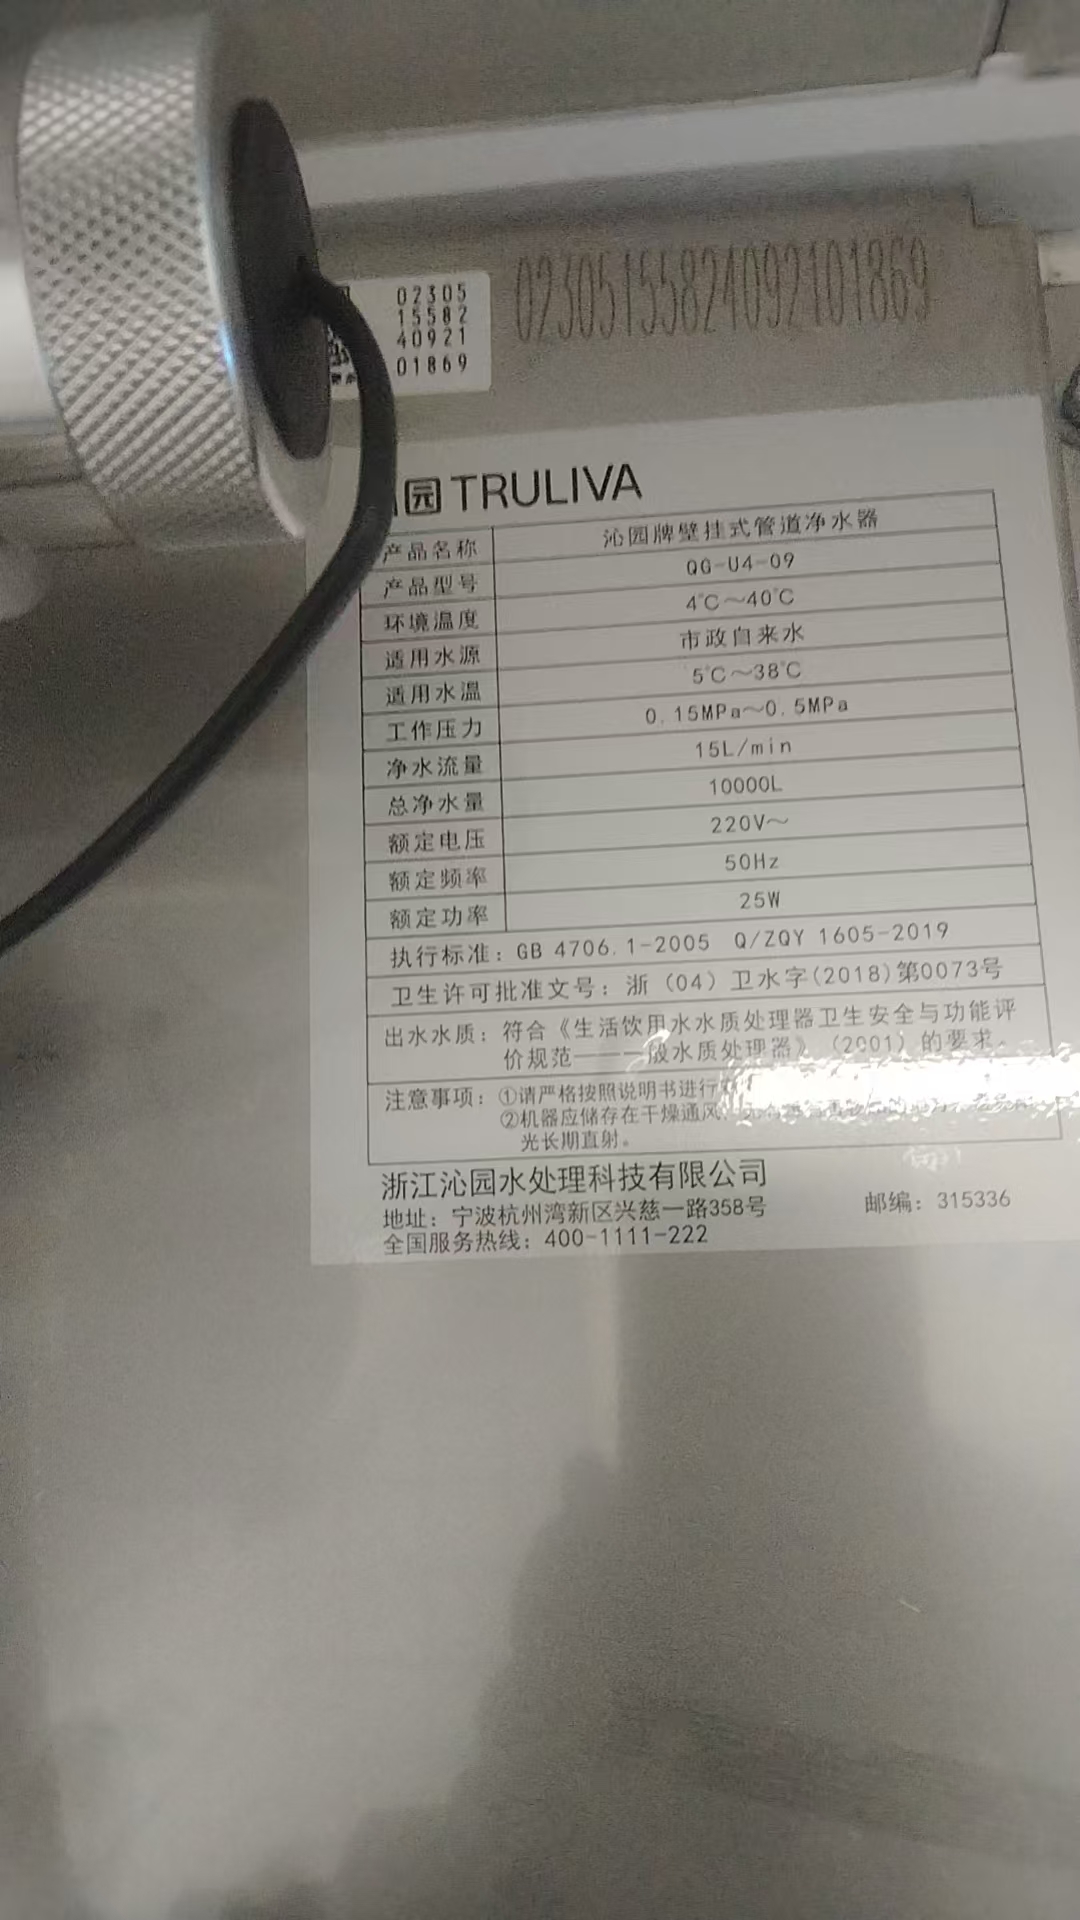 02305
15582
40921
01869
02305155824092101869
园 TRULIVA
产品名称 沁园牌壁挂式管道净水器
产品型号 QG-U4-09
环境温度 4℃～40℃
适用水源 市政自来水
适用水温 5℃～38℃
工作压力 0.15MPa～0.5MPa
净水流量 15L/min
总净水量 10000L
额定电压 220V～
额定频率 50Hz
额定功率 25W
执行标准：GB 4706.1-2005 Q/ZQY 1605-2019
卫生许可批准文号：浙（04）卫水字(2018)第0073号
出水水质：符合《生活饮用水水质处理器卫生安全与功能评
价规范——一般水质处理器》（2001）的要求。
注意事项：①请严格按照说明书进行
②机器应储存在干燥通风
光长期直射。
浙江沁园水处理科技有限公司
地址：宁波杭州湾新区兴慈一路358号 邮编：315336
全国服务热线：400-1111-222